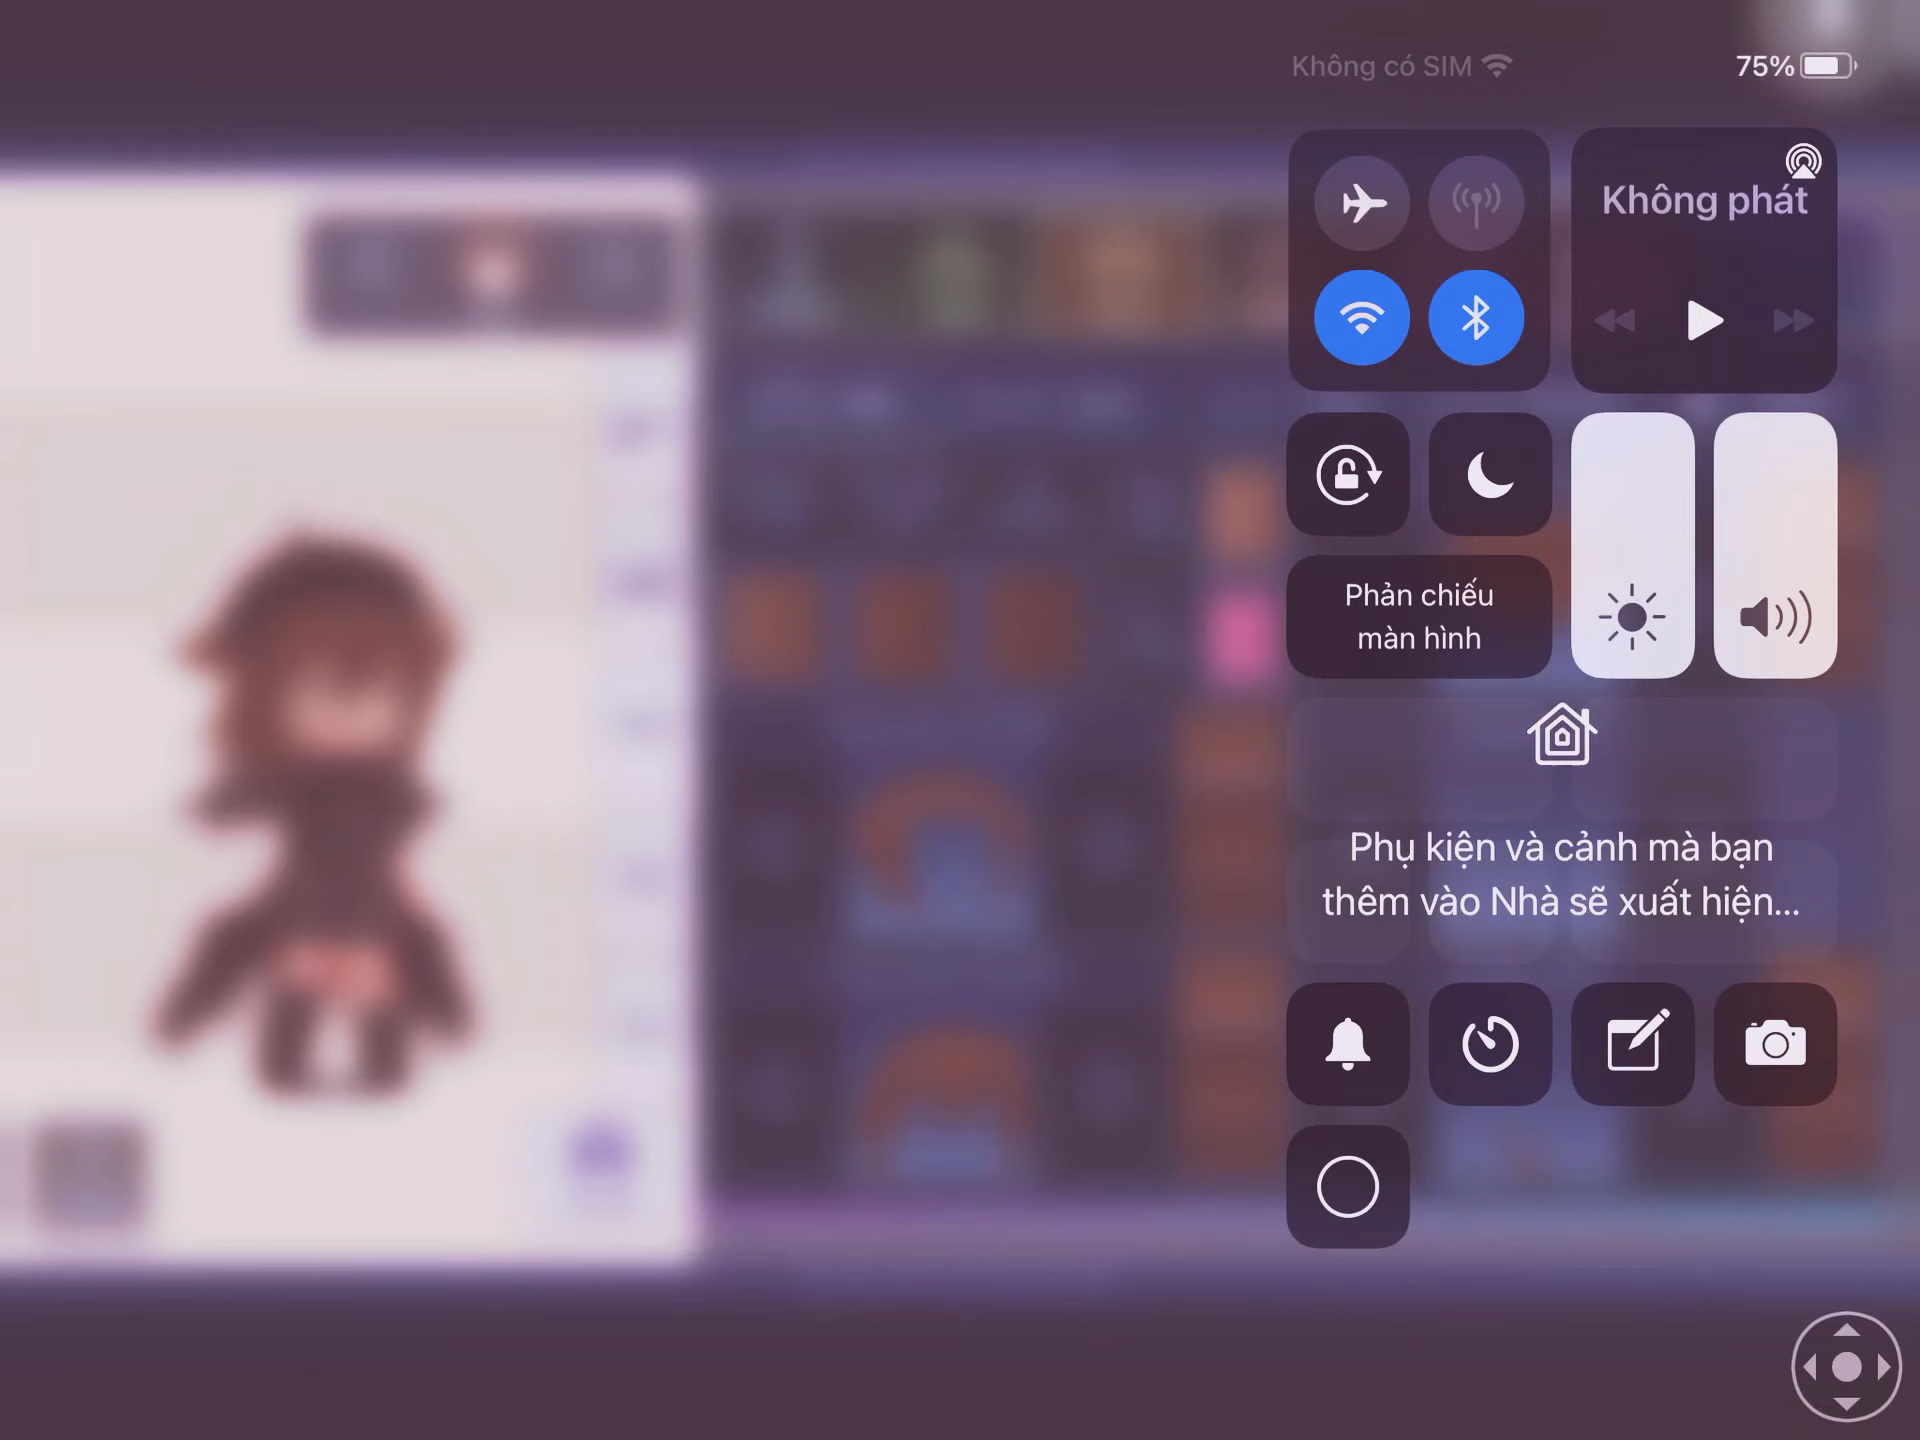 Không có SIM
75%
Không phát
Phản chiếu
màn hình
Phụ kiện và cảnh mà bạn
thêm vào Nhà sẽ xuất hiện...